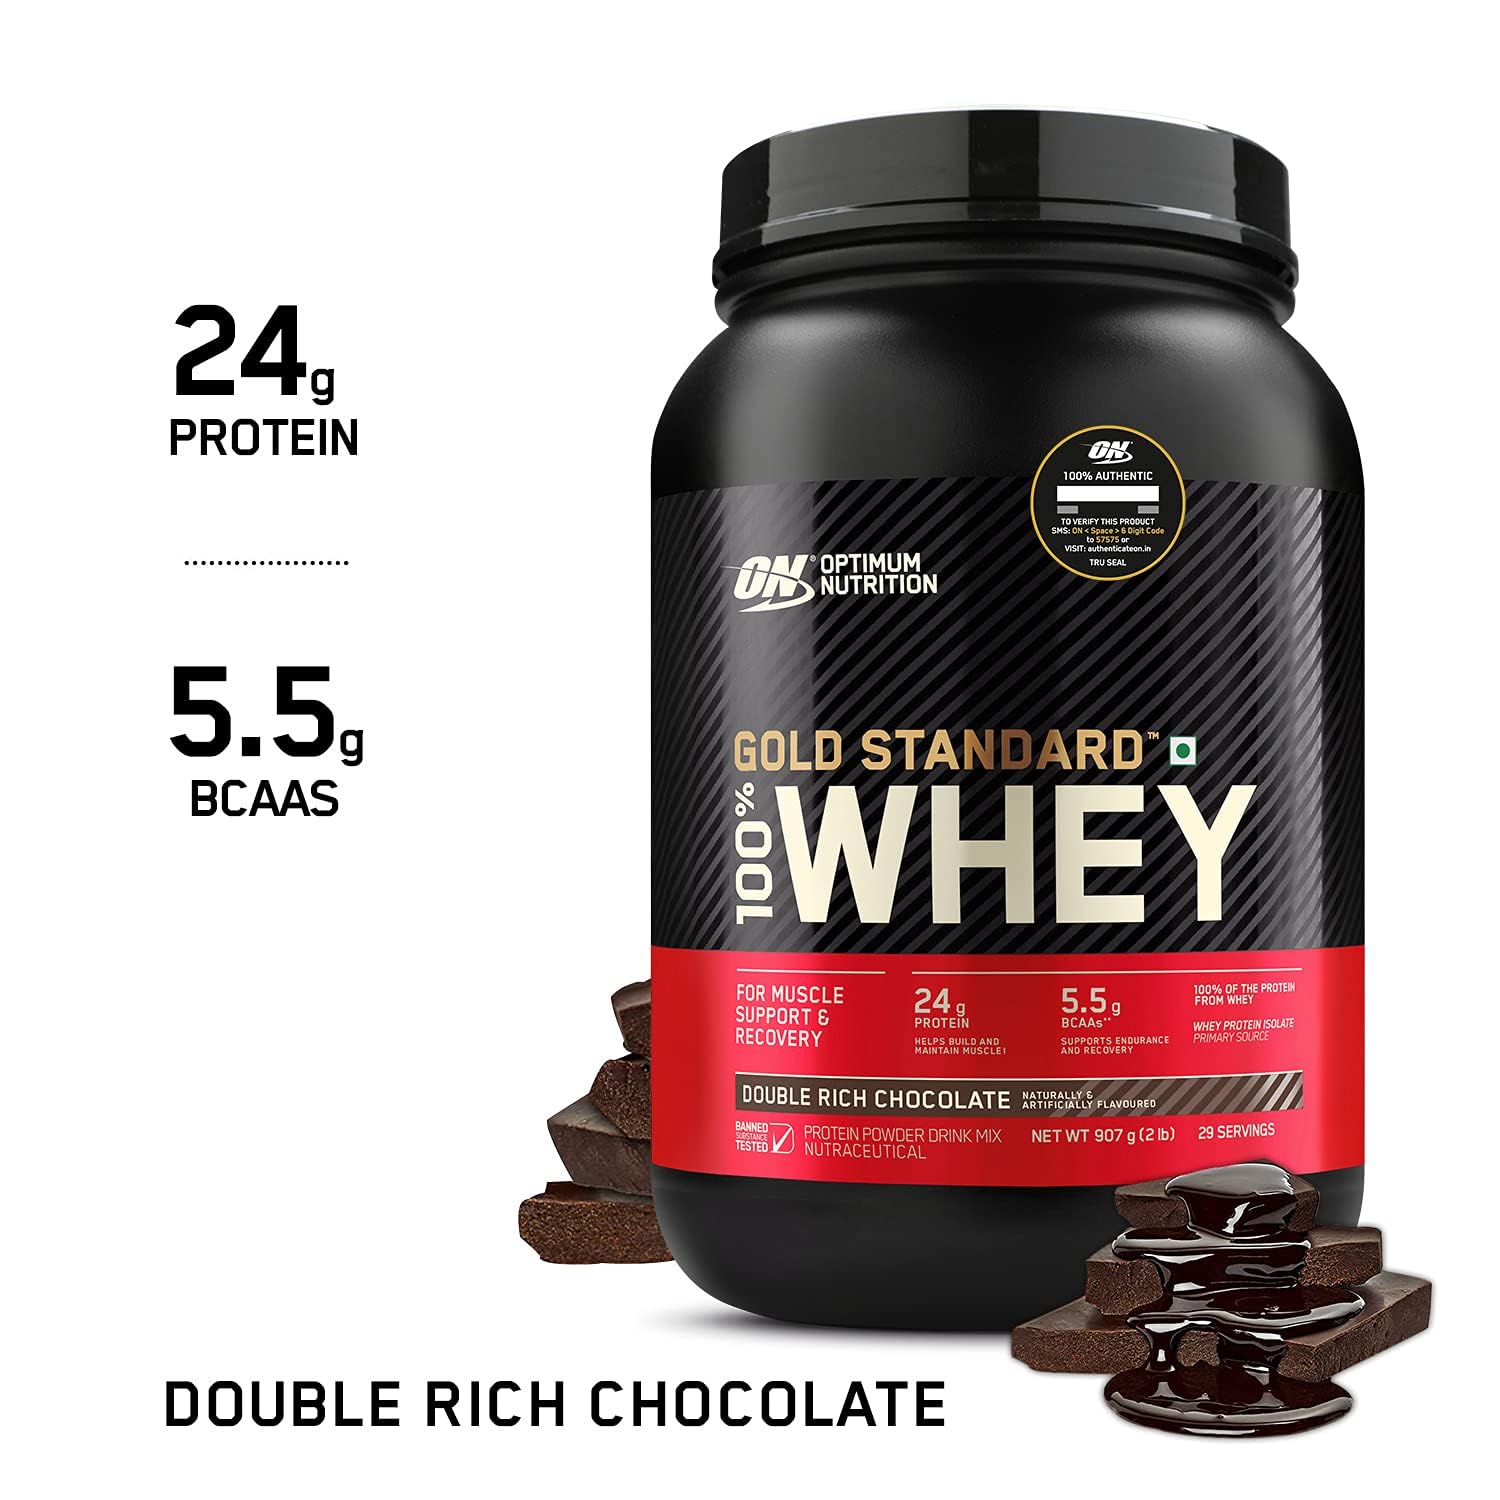 24g
PROTEIN
5.5g
BCAAS
DOUBLE RICH CHOCOLATE
ON
100% AUTHENTIC
TO VERIFY THIS PRODUCT
SMS: ON < Space > 6 Digit Code
to 57575 or
VISIT: authenticateon.in
TRU SEAL
ON® OPTIMUM
NUTRITION
GOLD STANDARD™
100% WHEY
FOR MUSCLE
SUPPORT &
RECOVERY
24g
PROTEIN
HELPS BUILD AND
MAINTAIN MUSCLE‡
5.5g
BCAAs**
SUPPORTS ENDURANCE
AND RECOVERY
100% OF THE PROTEIN
FROM WHEY
WHEY PROTEIN ISOLATE
PRIMARY SOURCE
DOUBLE RICH CHOCOLATE
NATURALLY &
ARTIFICIALLY FLAVOURED
BANNED
SUBSTANCE
TESTED
PROTEIN POWDER DRINK MIX
NUTRACEUTICAL
NET WT 907 g (2 lb)
29 SERVINGS